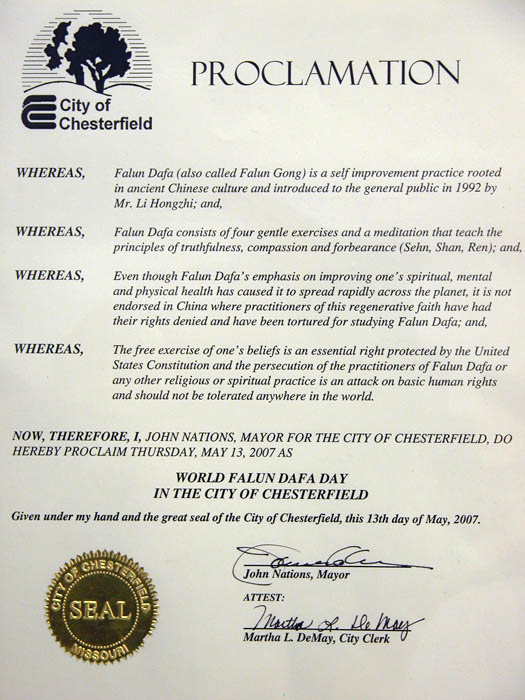 PROCLAMATION
City of
Chesterfield
WHEREAS, Falun Dafa (also called Falun Gong) is a self improvement practice rooted
in ancient Chinese culture and introduced to the general public in 1992 by
Mr. Li Hongzhi; and,
WHEREAS, Falun Dafa consists of four gentle exercises and a meditation that teach the
principles of truthfulness, compassion and forbearance (Sehn, Shan, Ren); and,
WHEREAS, Even though Falun Dafa's emphasis on improving one's spiritual, mental
and physical health has caused it to spread rapidly across the planet, it is not
endorsed in China where practitioners of this regenerative faith have had
their rights denied and have been tortured for studying Falun Dafa; and,
WHEREAS, The free exercise of one's beliefs is an essential right protected by the United
States Constitution and the persecution of the practitioners of Falun Dafa or
any other religious or spiritual practice is an attack on basic human rights
and should not be tolerated anywhere in the world.
NOW, THEREFORE, I, JOHN NATIONS, MAYOR FOR THE CITY OF CHESTERFIELD, DO
HEREBY PROCLAIM THURSDAY, MAY 13, 2007 AS
WORLD FALUN DAFA DAY
IN THE CITY OF CHESTERFIELD
Given under my hand and the great seal of the City of Chesterfield, this 13th day of May, 2007.
John Nations, Mayor
ATTEST:
Martha L. DeMay
Martha L. DeMay, City Clerk
CITY OF CHESTERFIELD
SEAL
MISSOURI